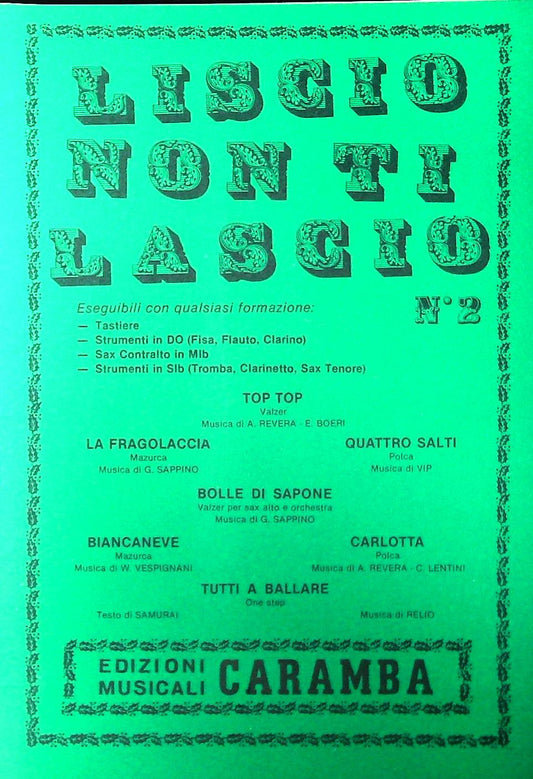 LISCIO
NON TI
LASCIO
N° 2
Eseguibili con qualsiasi formazione:
— Tastiere
— Strumenti in DO (Fisa, Flauto, Clarino)
— Sax Contralto in MIb
— Strumenti in SIb (Tromba, Clarinetto, Sax Tenore)
TOP TOP
Valzer
Musica di A. REVERA - E. BOERI
LA FRAGOLACCIA
Mazurca
Musica di G. SAPPINO
QUATTRO SALTI
Polca
Musica di VIP
BOLLE DI SAPONE
Valzer per sax alto e orchestra
Musica di G. SAPPINO
BIANCANEVE
Mazurca
Musica di W. VESPIGNANI
CARLOTTA
Polca
Musica di A. REVERA - C. LENTINI
TUTTI A BALLARE
One step
Testo di SAMURAI Musica di RELIO
EDIZIONI
MUSICALI CARAMBA